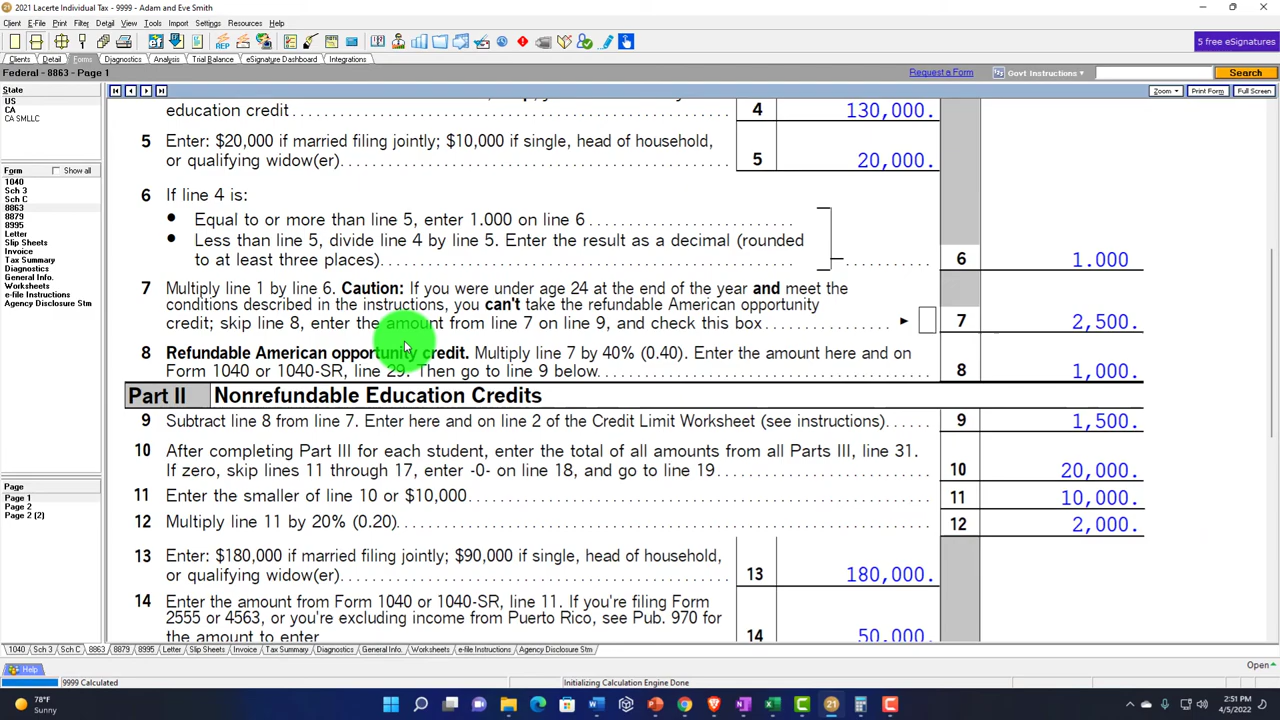 2021 Lacerte Individual Tax - 9999 - Adam and Eve Smith
Client E-File Print Filter Detail View Tools Import Settings Resources Help
REP
5 free eSignatures
Clients Detail Forms Diagnostics Analysis Trial Balance eSignature Dashboard Integrations
Federal - 8863 - Page 1
Request a Form Govt Instructions Search
State
Zoom Print Form Full Screen
US
CA
CA SMLLC
education credit 4 130,000.
5 Enter: $20,000 if married filing jointly; $10,000 if single, head of household,
or qualifying widow(er) 5 20,000.
Form Show all
1040
Sch 3
Sch C
8863
8879
8995
Letter
Slip Sheets
Invoice
Tax Summary
Diagnostics
General Info.
Worksheets
e-file Instructions
Agency Disclosure Stm
6 If line 4 is:
• Equal to or more than line 5, enter 1.000 on line 6
• Less than line 5, divide line 4 by line 5. Enter the result as a decimal (rounded
to at least three places) 6 1.000
7 Multiply line 1 by line 6. Caution: If you were under age 24 at the end of the year and meet the
conditions described in the instructions, you can't take the refundable American opportunity
credit; skip line 8, enter the amount from line 7 on line 9, and check this box 7 2,500.
8 Refundable American opportunity credit. Multiply line 7 by 40% (0.40). Enter the amount here and on
Form 1040 or 1040-SR, line 29. Then go to line 9 below. 8 1,000.
Part II Nonrefundable Education Credits
9 Subtract line 8 from line 7. Enter here and on line 2 of the Credit Limit Worksheet (see instructions) 9 1,500.
10 After completing Part III for each student, enter the total of all amounts from all Parts III, line 31.
If zero, skip lines 11 through 17, enter -0- on line 18, and go to line 19 10 20,000.
Page
Page 1
Page 2
Page 2 (2)
11 Enter the smaller of line 10 or $10,000 11 10,000.
12 Multiply line 11 by 20% (0.20) 12 2,000.
13 Enter: $180,000 if married filing jointly; $90,000 if single, head of household,
or qualifying widow(er) 13 180,000.
14 Enter the amount from Form 1040 or 1040-SR, line 11. If you're filing Form
2555 or 4563, or you're excluding income from Puerto Rico, see Pub. 970 for
the amount to enter 14 50,000.
1040 Sch 3 Sch C 8863 8879 8995 Letter Slip Sheets Invoice Tax Summary Diagnostics General Info. Worksheets e-file Instructions Agency Disclosure Stm
Help Open
9999 Calculated Initializing Calculation Engine Done
78°F
Sunny
21
2:51 PM
4/5/2022